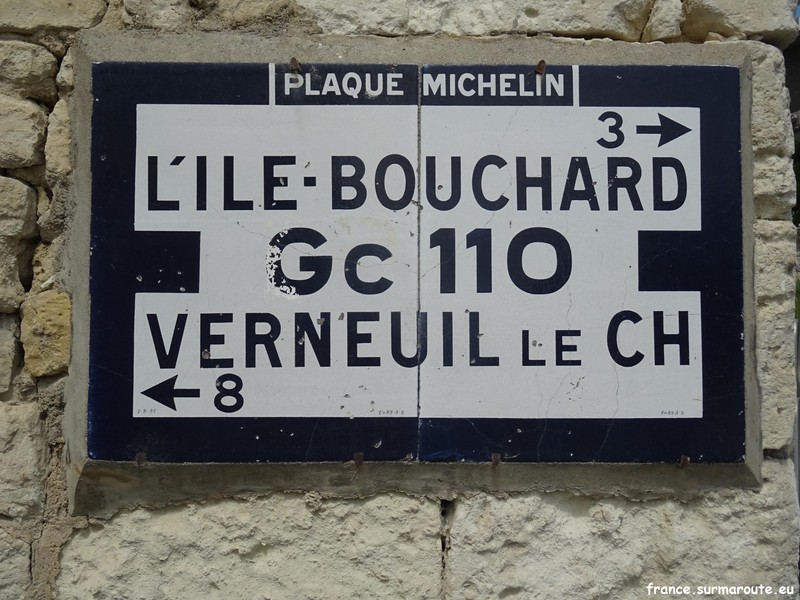 PLAQUE MICHELIN
3 →
L'ILE-BOUCHARD
Gc 110
VERNEUIL LE CH
← 8
france.surmaroute.eu